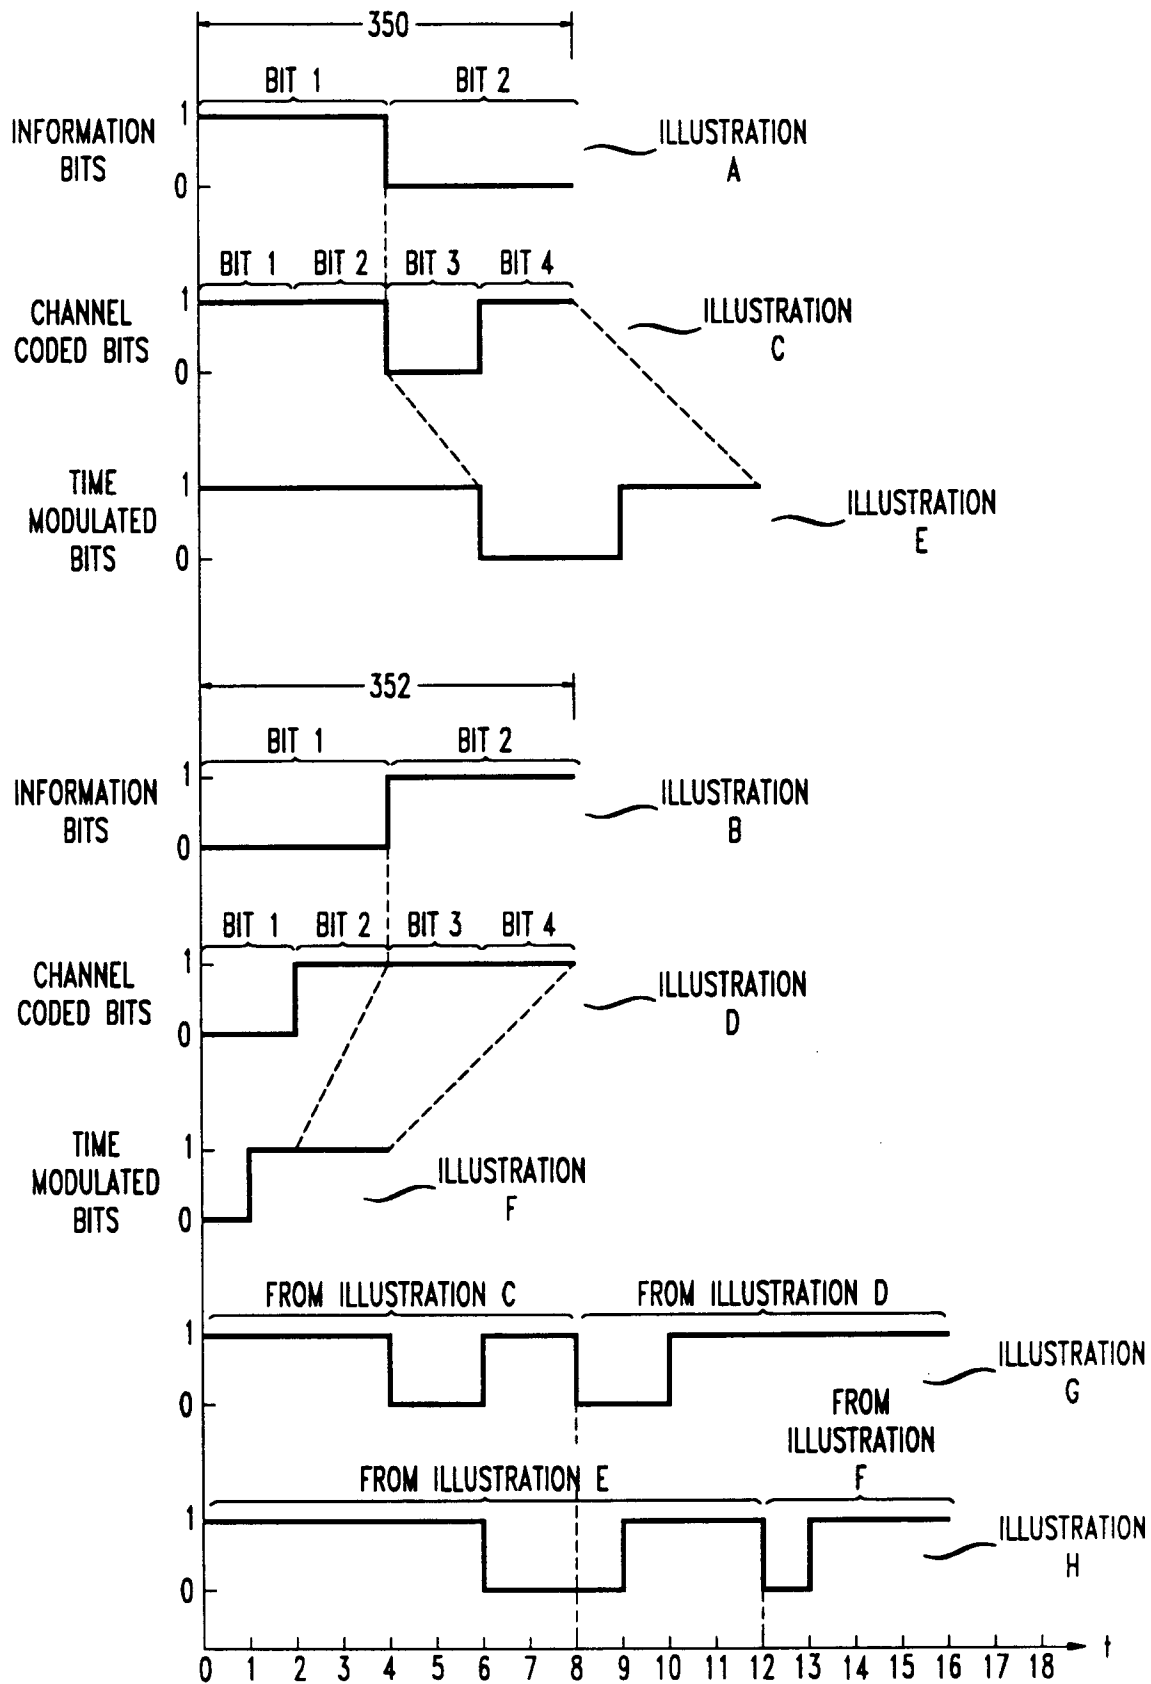 350
BIT 1 BIT 2
1
INFORMATION
BITS
0
ILLUSTRATION
A
BIT 1 BIT 2 BIT 3 BIT 4
1
CHANNEL
CODED BITS
0
ILLUSTRATION
C
TIME
MODULATED
BITS
1
0
ILLUSTRATION
E
352
BIT 1 BIT 2
1
INFORMATION
BITS
0
ILLUSTRATION
B
BIT 1 BIT 2 BIT 3 BIT 4
1
CHANNEL
CODED BITS
0
ILLUSTRATION
D
TIME
MODULATED
BITS
1
0
ILLUSTRATION
F
FROM ILLUSTRATION C FROM ILLUSTRATION D
1
0
ILLUSTRATION
G
FROM ILLUSTRATION E
FROM
ILLUSTRATION
F
1
0
ILLUSTRATION
H
0 1 2 3 4 5 6 7 8 9 10 11 12 13 14 15 16 17 18 t